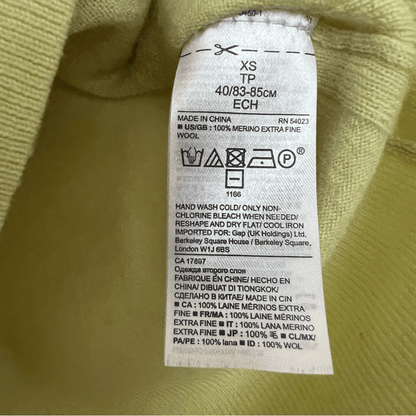 XS
TP
40/83-85см
ECH
MADE IN CHINA RN 54023
■ US/GB : 100% MERINO EXTRA FINE
WOOL
P
1166
HAND WASH COLD/ ONLY NON-
CHLORINE BLEACH WHEN NEEDED/
RESHAPE AND DRY FLAT/ COOL IRON
IMPORTED FOR: Gap (UK Holdings) Ltd.
Berkeley Square House / Berkeley Square,
London W1J 6BS
CA 17897
Одежда второго слоя
FABRIQUÉ EN CHINE/ HECHO EN
CHINA/ DIBUAT DI TIONGKOK/
СДЕЛАНО В КИТАЕ/ MADE IN CIN
■ CA : 100% LAINE MÉRINOS
EXTRA FINE ■ FR/MA : 100% LAINE MÉRINOS
EXTRA FINE ■ IT : 100% LANA MERINO
EXTRA FINE ■ JP : 100% 毛 ■ CL/MX/
PA/PE : 100% lana ■ ID : 100% WOL